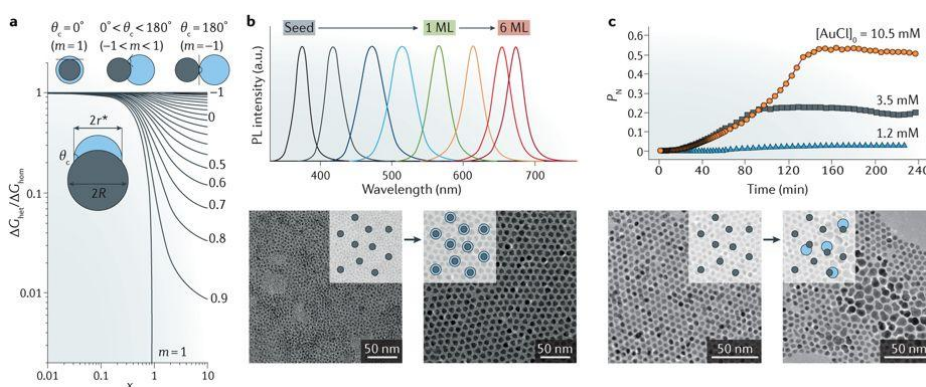 a
θc = 0°
(m = 1)
0° < θc < 180°
(−1 < m < 1)
θc = 180°
(m = −1)
2r*
θc
2R
ΔGhet/ΔGhom
1
0.1
0.01
−1
0
0.5
0.6
0.7
0.8
0.9
m = 1
0.01
0.1
1
10
x
b
Seed
1 ML
6 ML
PL intensity (a.u.)
400
500
600
700
Wavelength (nm)
50 nm
50 nm
c
[AuCl]0 = 10.5 mM
3.5 mM
1.2 mM
PN
0.6
0.5
0.4
0.3
0.2
0.1
0
0
40
80
120
160
200
240
Time (min)
50 nm
50 nm